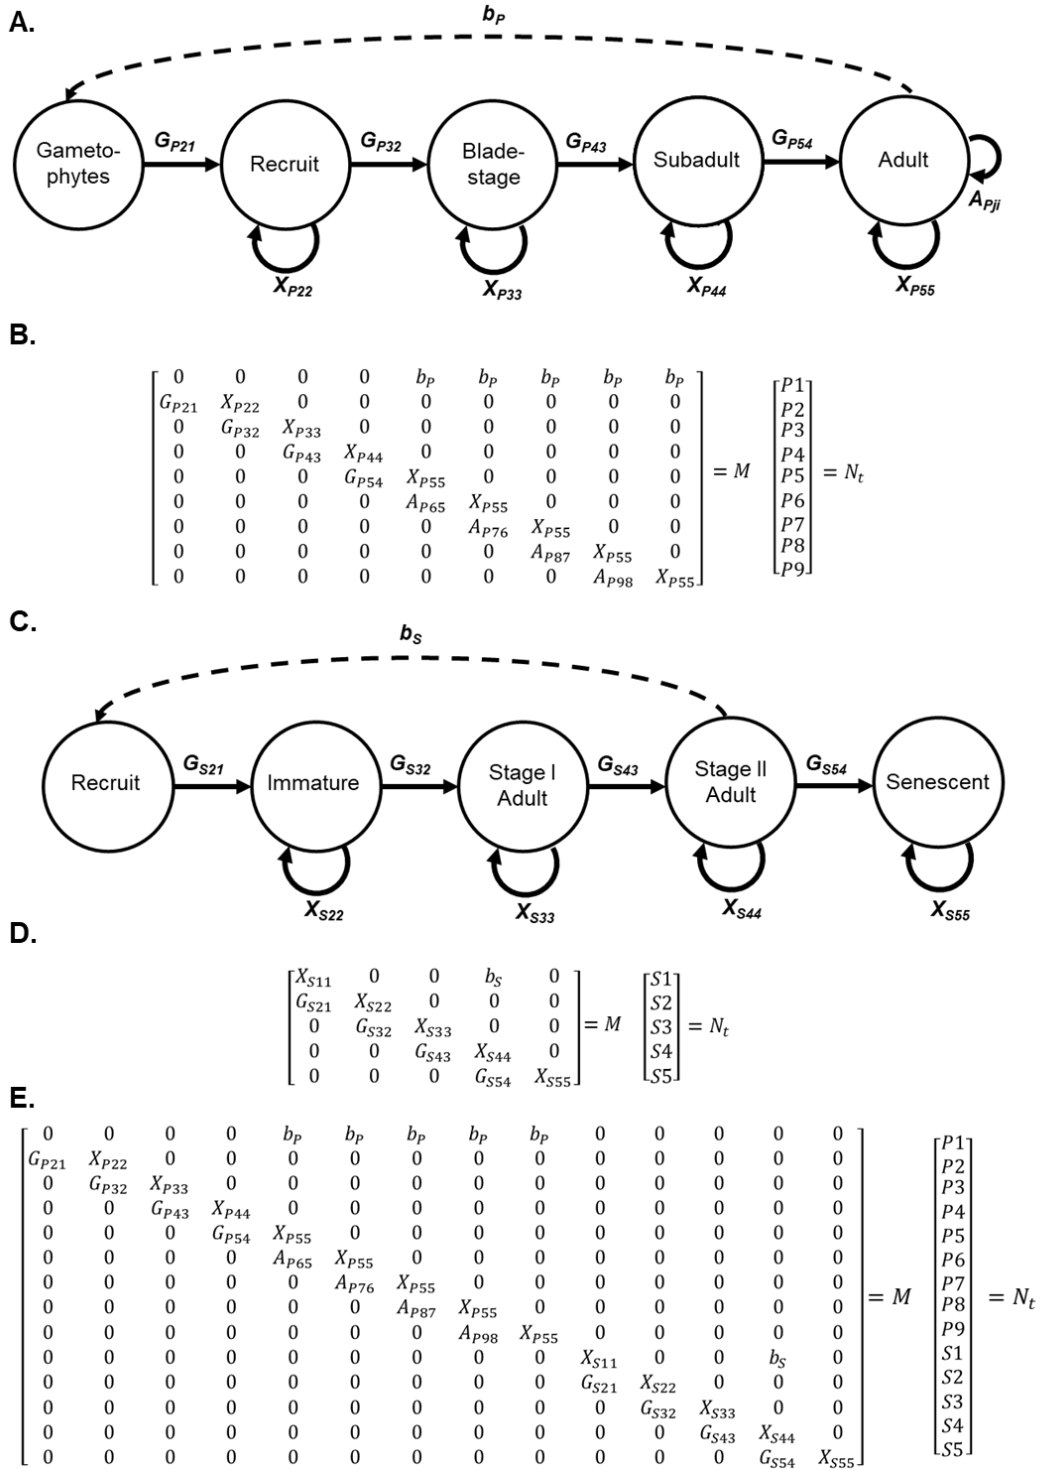 A.
b_P
Gameto-
phytes
G_P21
Recruit
G_P32
Blade-
stage
G_P43
Subadult
G_P54
Adult
A_Pji
X_P22
X_P33
X_P44
X_P55
B.
0 0 0 0 b_P b_P b_P b_P b_P
G_P21 X_P22 0 0 0 0 0 0 0
0 G_P32 X_P33 0 0 0 0 0 0
0 0 G_P43 X_P44 0 0 0 0 0
0 0 0 G_P54 X_P55 0 0 0 0
0 0 0 0 A_P65 X_P55 0 0 0
0 0 0 0 0 A_P76 X_P55 0 0
0 0 0 0 0 0 A_P87 X_P55 0
0 0 0 0 0 0 0 A_P98 X_P55
= M
P1
P2
P3
P4
P5
P6
P7
P8
P9
= N_t
C.
b_S
Recruit
G_S21
Immature
G_S32
Stage I
Adult
G_S43
Stage II
Adult
G_S54
Senescent
X_S22
X_S33
X_S44
X_S55
D.
X_S11 0 0 b_S 0
G_S21 X_S22 0 0 0
0 G_S32 X_S33 0 0
0 0 G_S43 X_S44 0
0 0 0 G_S54 X_S55
= M
S1
S2
S3
S4
S5
= N_t
E.
0 0 0 0 b_P b_P b_P b_P b_P 0 0 0 0 0
G_P21 X_P22 0 0 0 0 0 0 0 0 0 0 0 0
0 G_P32 X_P33 0 0 0 0 0 0 0 0 0 0 0
0 0 G_P43 X_P44 0 0 0 0 0 0 0 0 0 0
0 0 0 G_P54 X_P55 0 0 0 0 0 0 0 0 0
0 0 0 0 A_P65 X_P55 0 0 0 0 0 0 0 0
0 0 0 0 0 A_P76 X_P55 0 0 0 0 0 0 0
0 0 0 0 0 0 A_P87 X_P55 0 0 0 0 0 0
0 0 0 0 0 0 0 A_P98 X_P55 0 0 0 0 0
0 0 0 0 0 0 0 0 0 X_S11 0 0 b_S 0
0 0 0 0 0 0 0 0 0 G_S21 X_S22 0 0 0
0 0 0 0 0 0 0 0 0 0 G_S32 X_S33 0 0
0 0 0 0 0 0 0 0 0 0 0 G_S43 X_S44 0
0 0 0 0 0 0 0 0 0 0 0 0 G_S54 X_S55
= M
P1
P2
P3
P4
P5
P6
P7
P8
P9
S1
S2
S3
S4
S5
= N_t